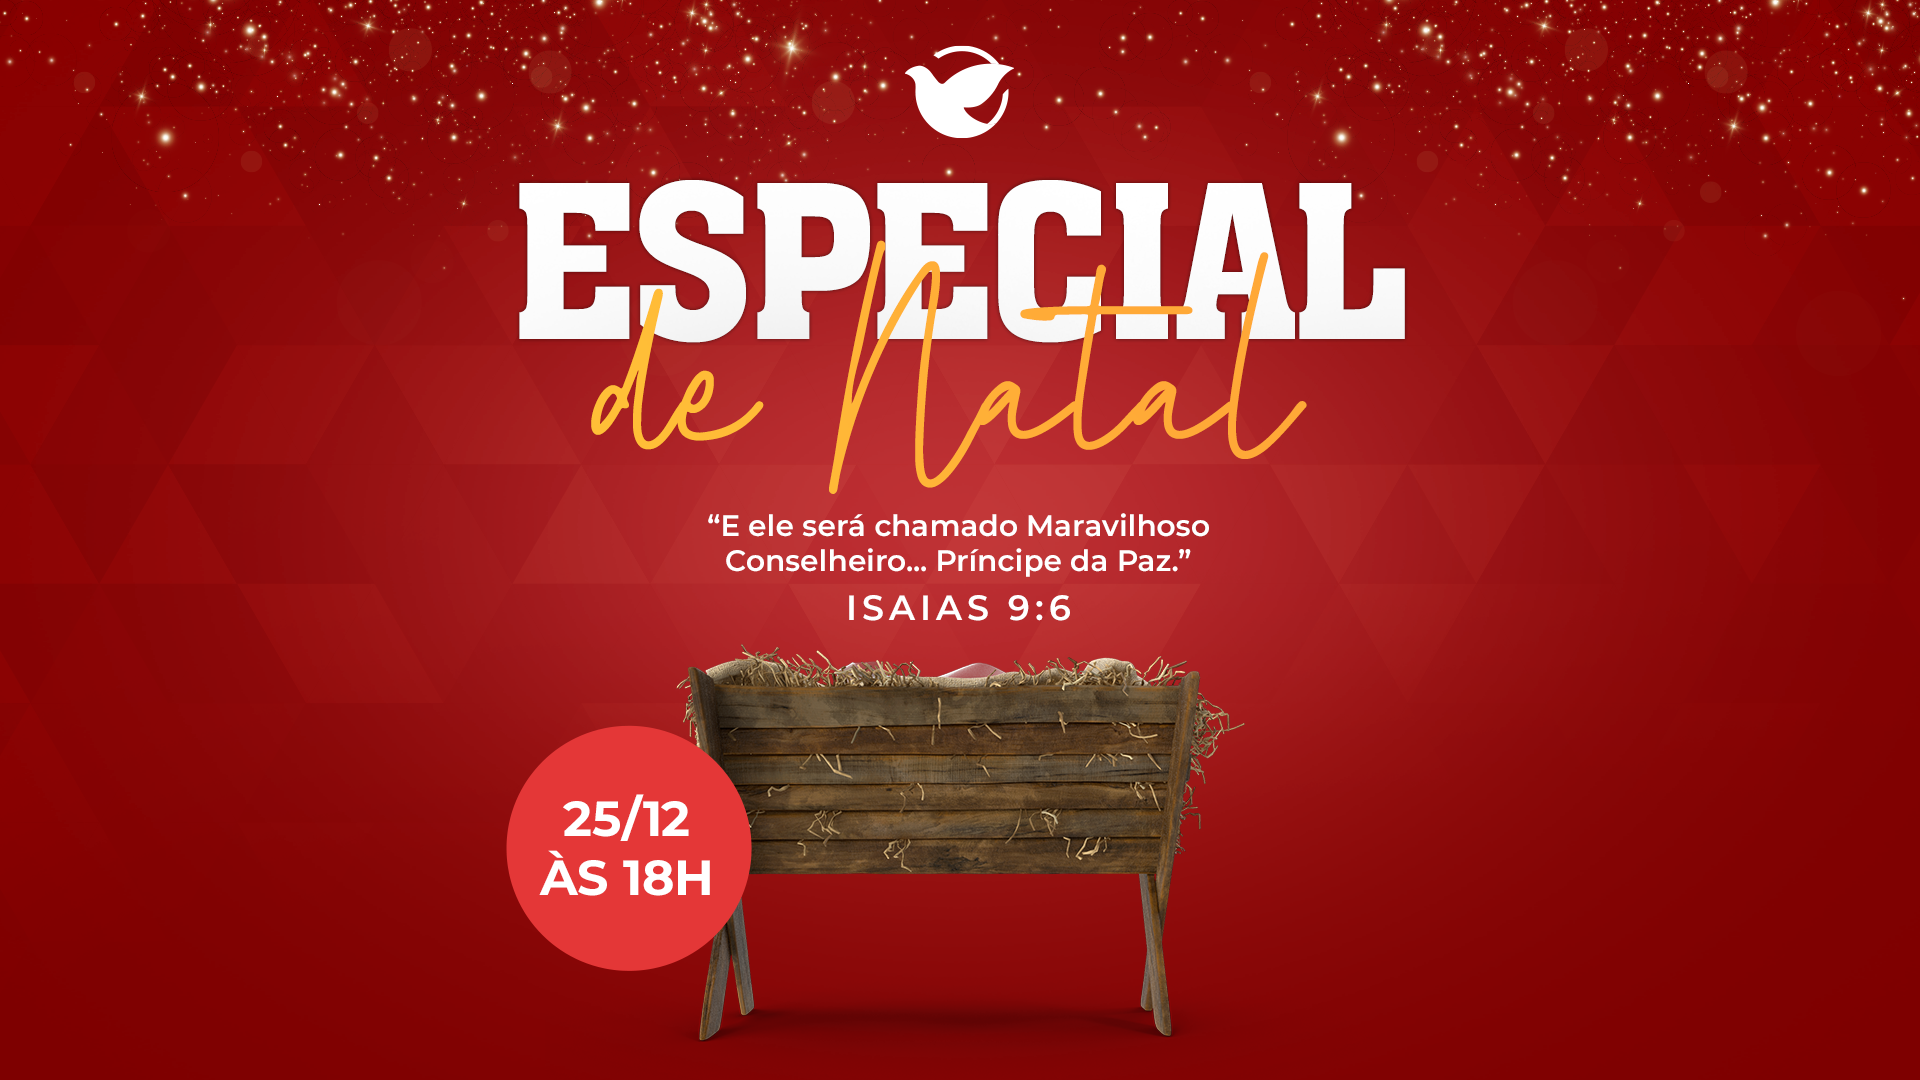 ESPECIAL
de Natal
“E ele será chamado Maravilhoso
Conselheiro... Príncipe da Paz.”
ISAIAS 9:6
25/12
ÀS 18H